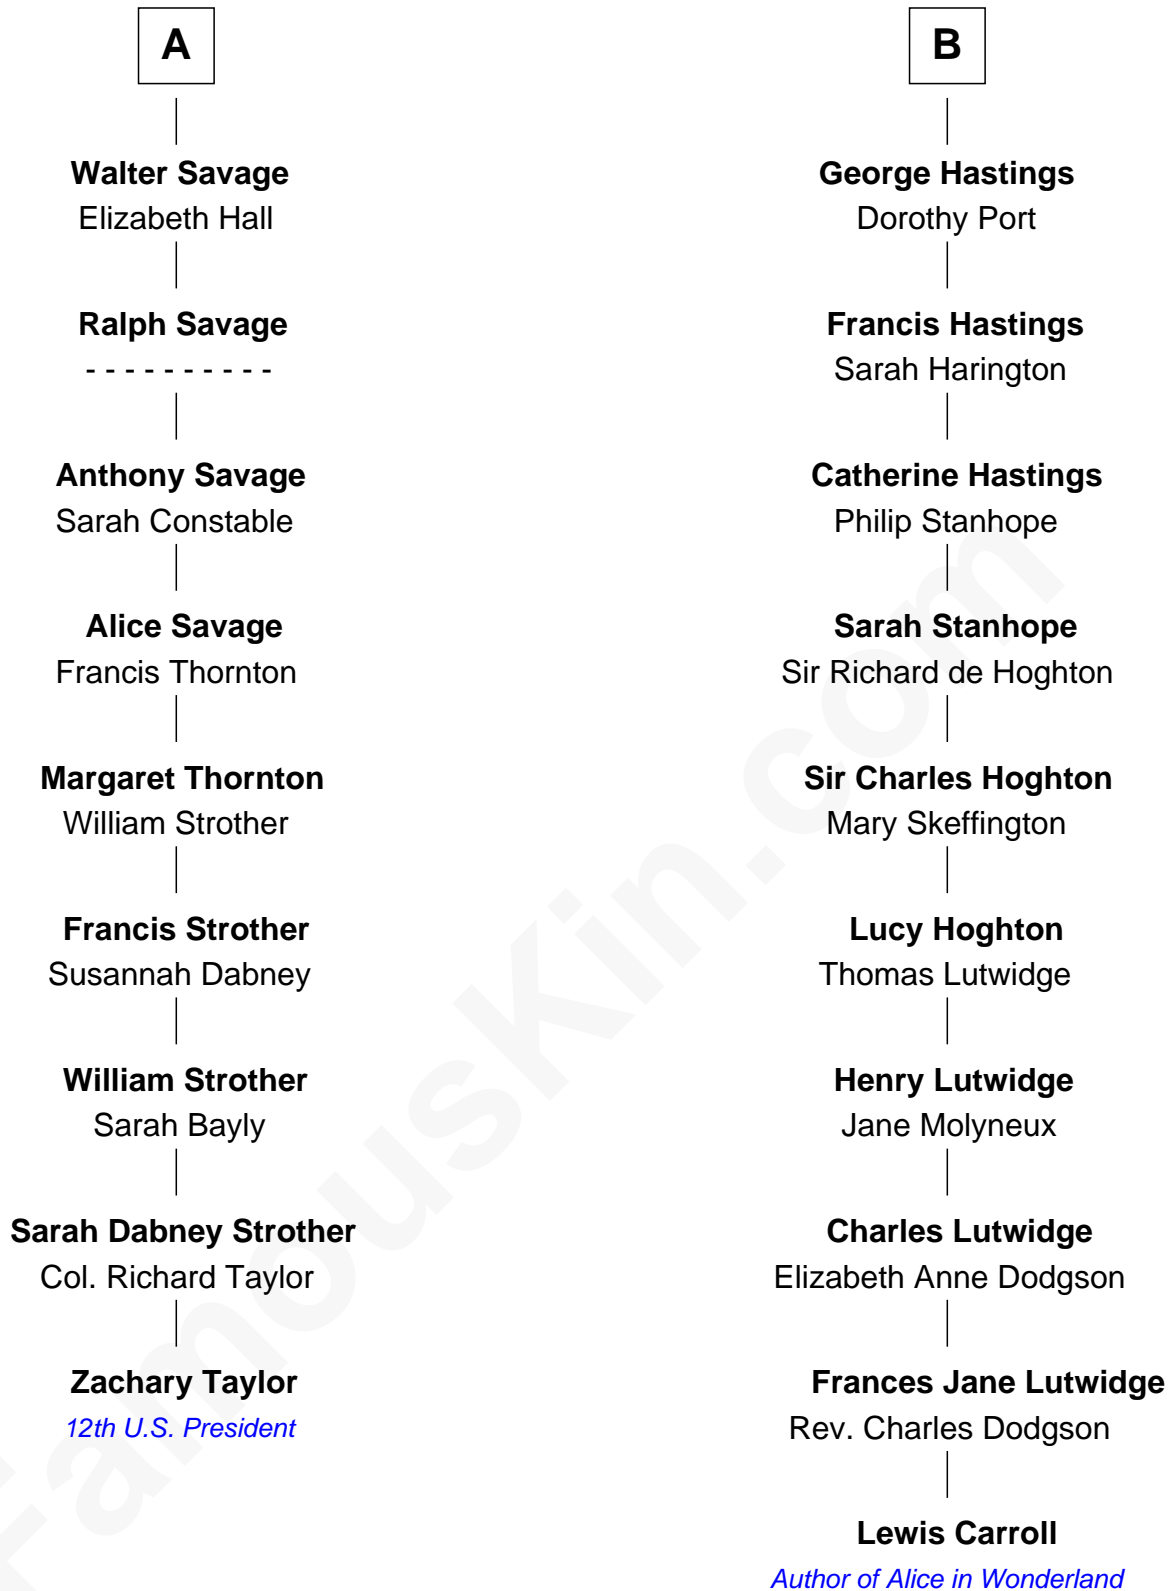 A
Walter Savage
Elizabeth Hall
Ralph Savage
- - - - - - - - - -
Anthony Savage
Sarah Constable
Alice Savage
Francis Thornton
Margaret Thornton
William Strother
Francis Strother
Susannah Dabney
William Strother
Sarah Bayly
Sarah Dabney Strother
Col. Richard Taylor
Zachary Taylor
12th U.S. President
B
George Hastings
Dorothy Port
Francis Hastings
Sarah Harington
Catherine Hastings
Philip Stanhope
Sarah Stanhope
Sir Richard de Hoghton
Sir Charles Hoghton
Mary Skeffington
Lucy Hoghton
Thomas Lutwidge
Henry Lutwidge
Jane Molyneux
Charles Lutwidge
Elizabeth Anne Dodgson
Frances Jane Lutwidge
Rev. Charles Dodgson
Lewis Carroll
Author of Alice in Wonderland
FamousKin.com